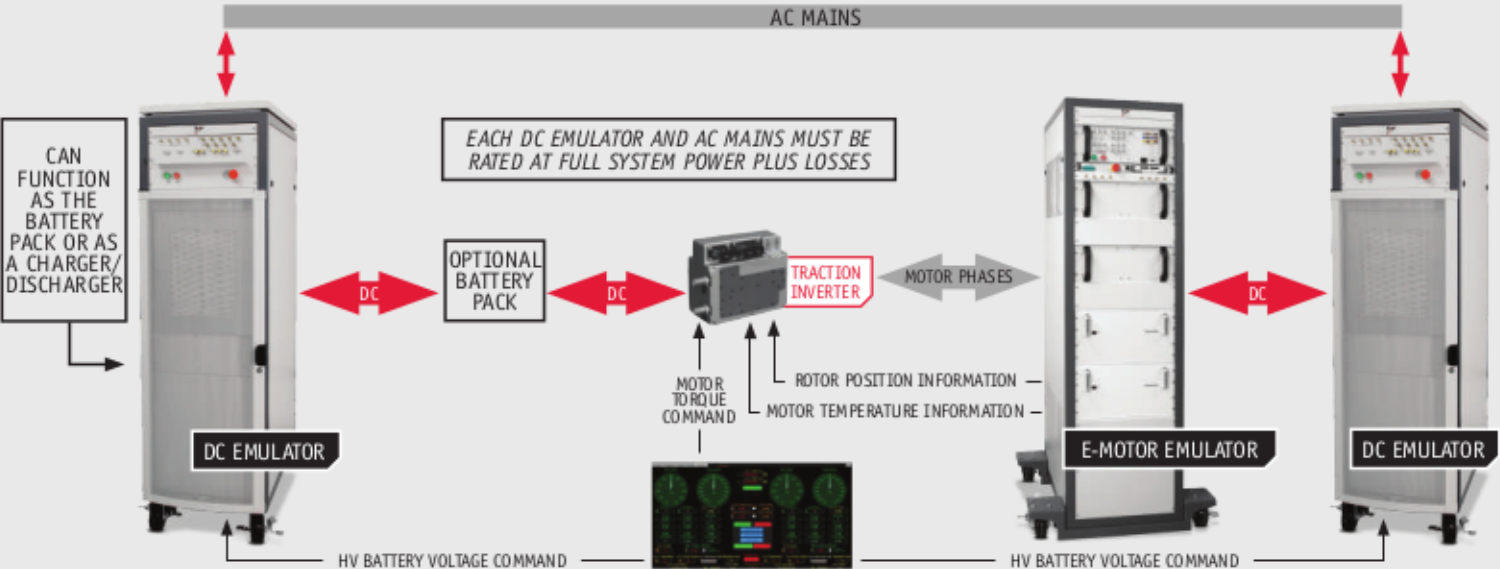 AC MAINS
CAN
FUNCTION
AS THE
BATTERY
PACK OR AS
A CHARGER/
DISCHARGER
EACH DC EMULATOR AND AC MAINS MUST BE
RATED AT FULL SYSTEM POWER PLUS LOSSES
DC
OPTIONAL
BATTERY
PACK
DC
TRACTION
INVERTER
MOTOR PHASES
DC
MOTOR
TORQUE
COMMAND
ROTOR POSITION INFORMATION
MOTOR TEMPERATURE INFORMATION
DC EMULATOR
E-MOTOR EMULATOR
DC EMULATOR
HV BATTERY VOLTAGE COMMAND
HV BATTERY VOLTAGE COMMAND